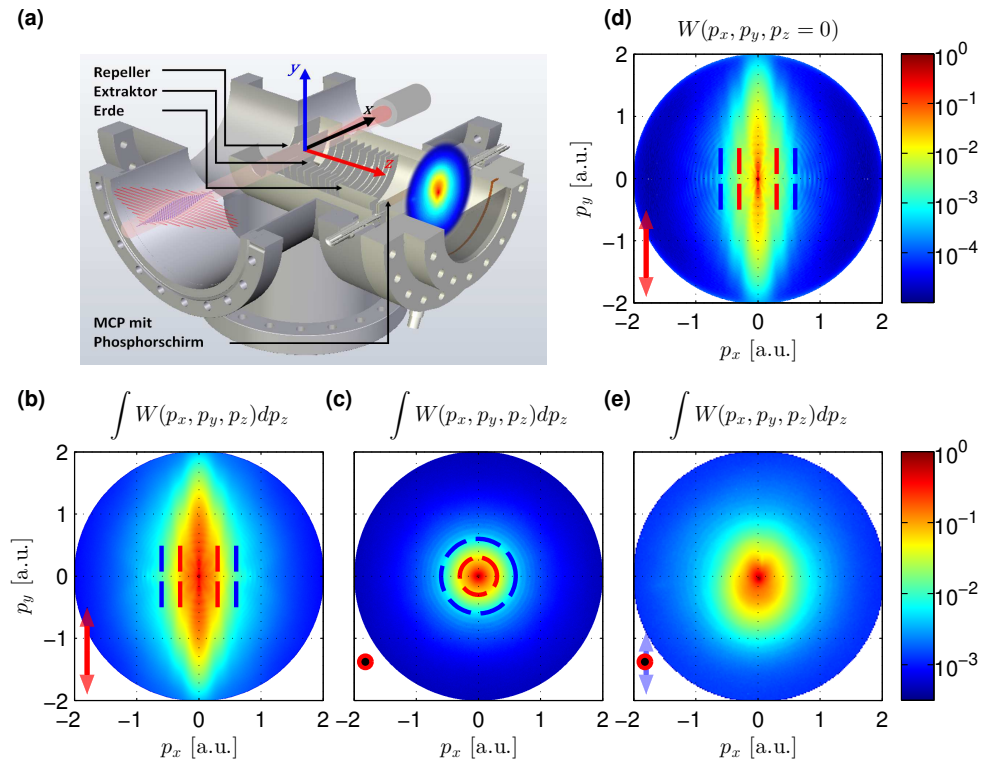 (a)
Repeller
Extraktor
Erde
y
x
z
MCP mit
Phosphorschirm
(d)
W(p_x, p_y, p_z = 0)
2
1
0
−1
−2
p_y [a.u.]
−2 −1 0 1 2
p_x [a.u.]
10^0
10^−1
10^−2
10^−3
10^−4
(b)
∫ W(p_x, p_y, p_z)dp_z
2
1
0
−1
−2
p_y [a.u.]
−2 −1 0 1 2
p_x [a.u.]
(c)
∫ W(p_x, p_y, p_z)dp_z
−2 −1 0 1 2
p_x [a.u.]
(e)
∫ W(p_x, p_y, p_z)dp_z
−2 −1 0 1 2
p_x [a.u.]
10^0
10^−1
10^−2
10^−3